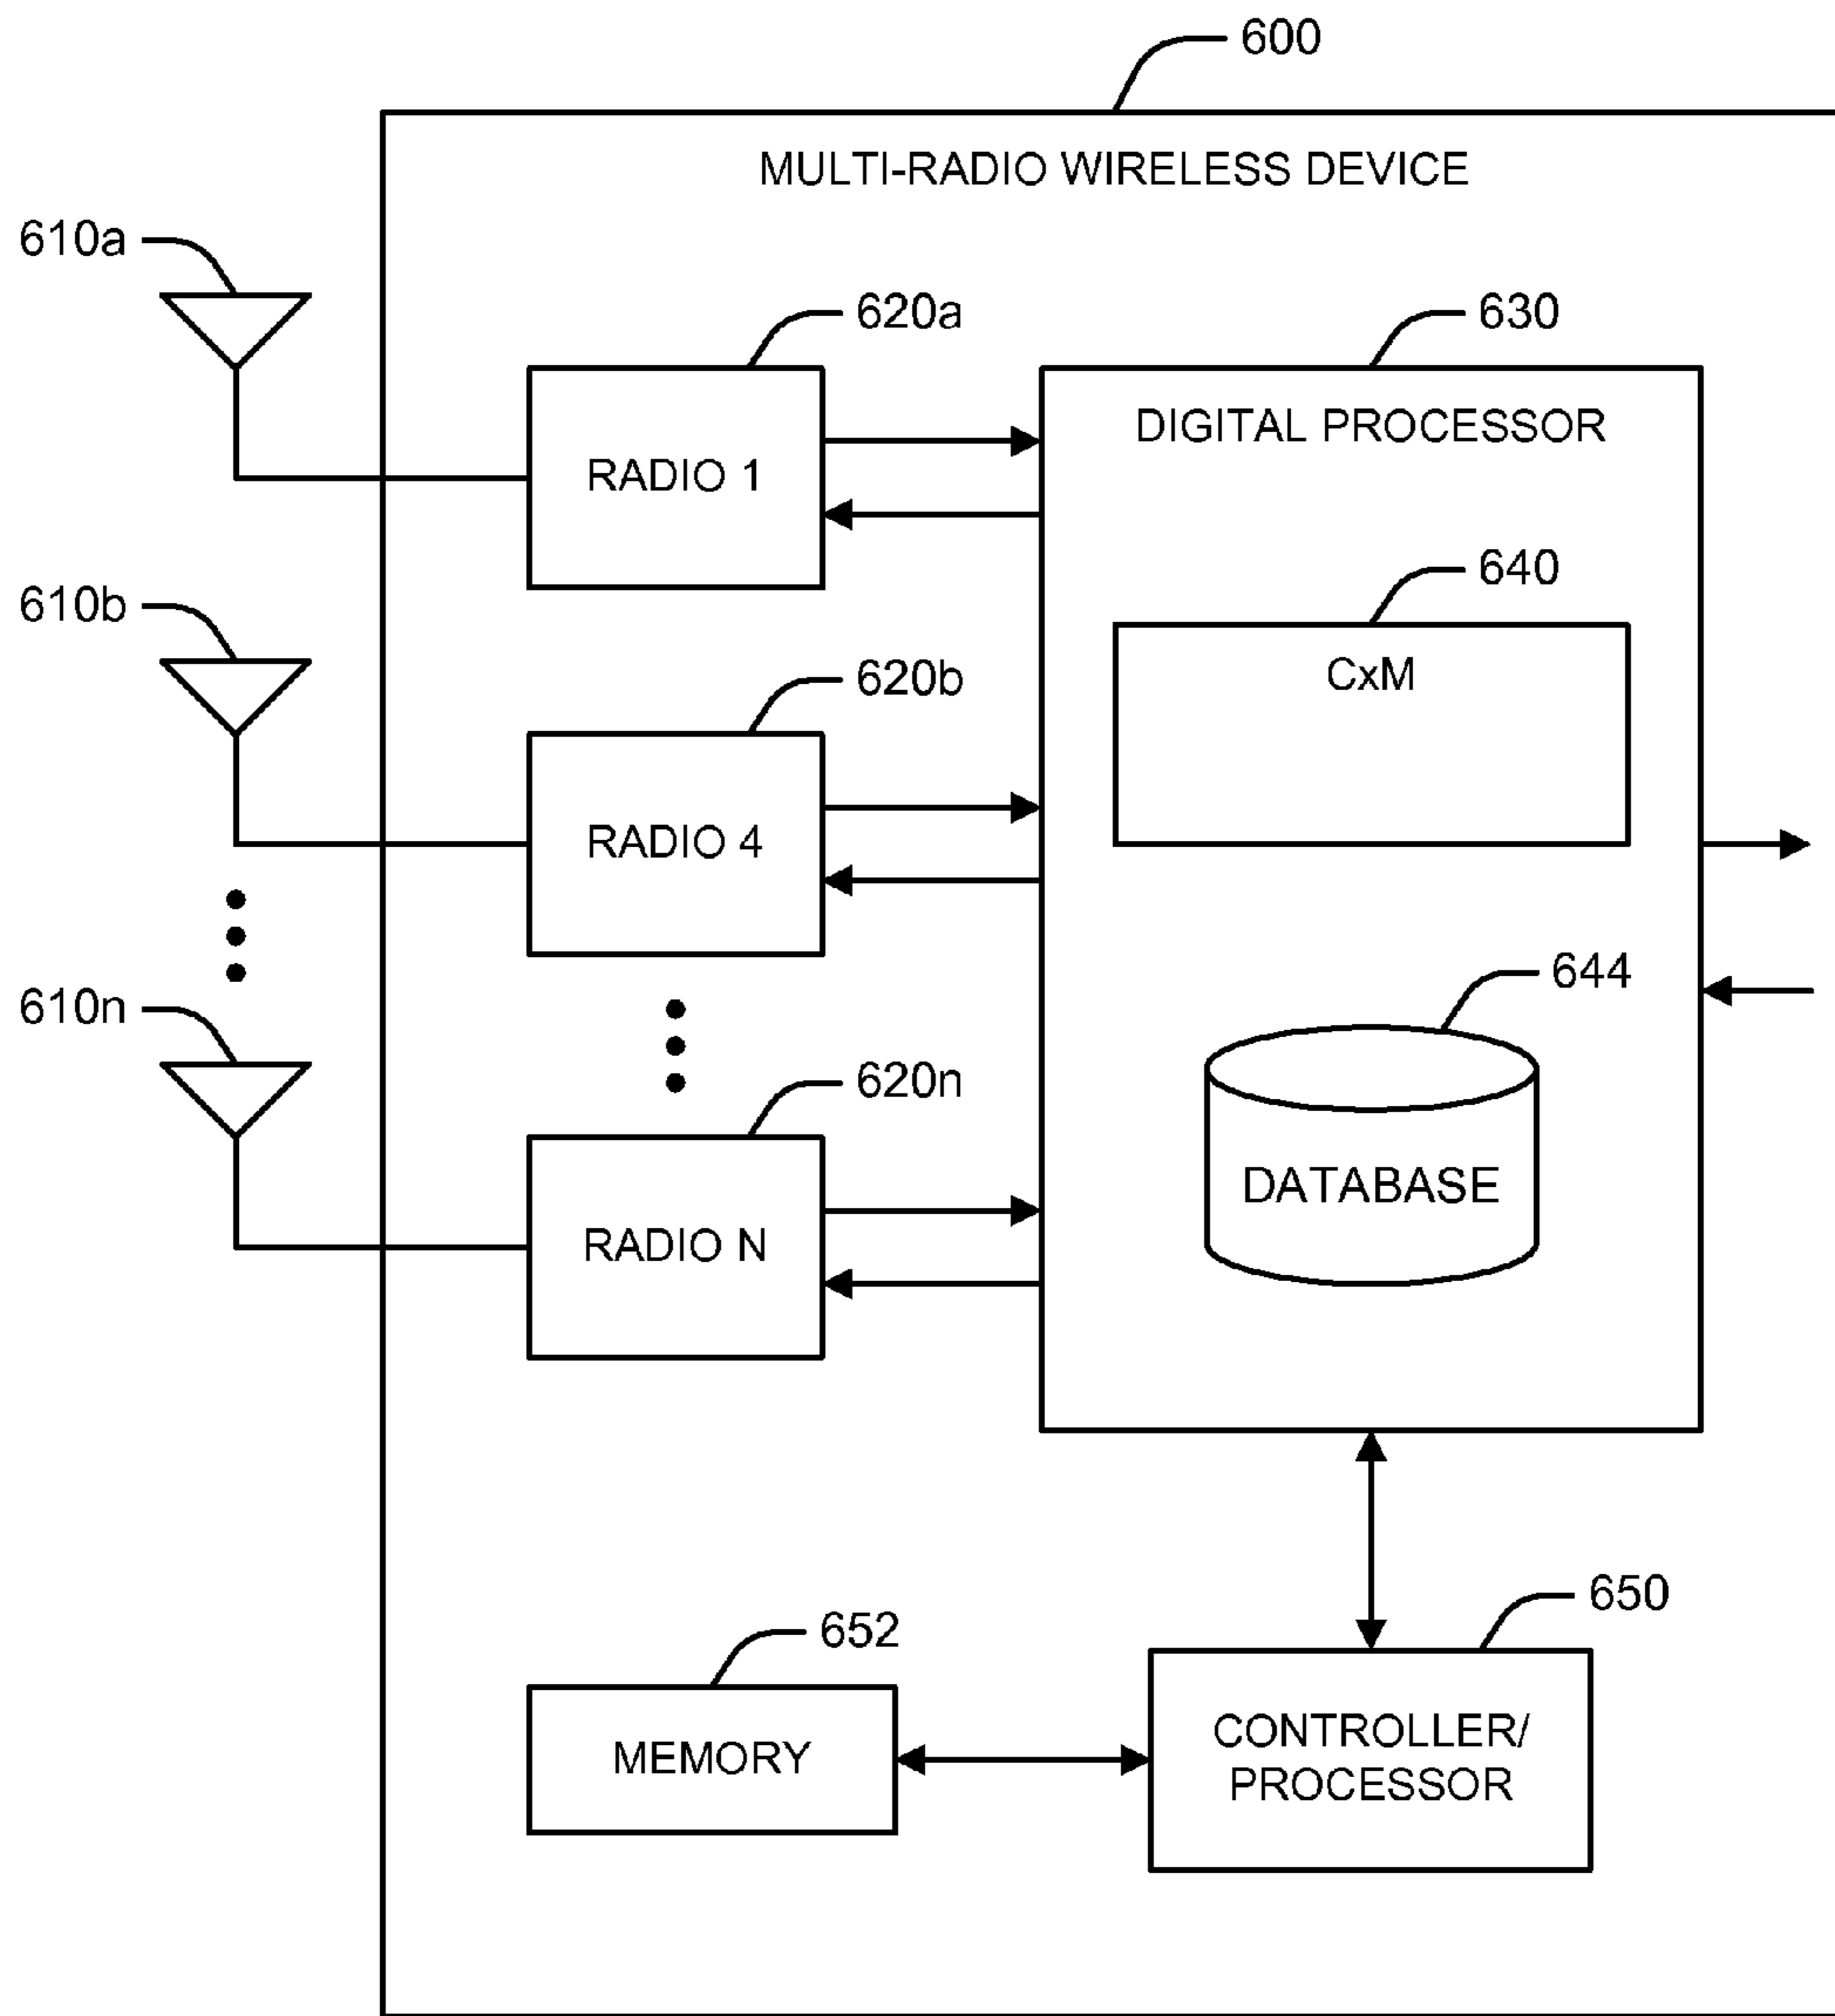 600
MULTI-RADIO WIRELESS DEVICE
610a
620a
630
RADIO 1
DIGITAL PROCESSOR
610b
620b
640
CxM
RADIO 4
610n
620n
644
RADIO N
DATABASE
652
650
MEMORY
CONTROLLER/
PROCESSOR